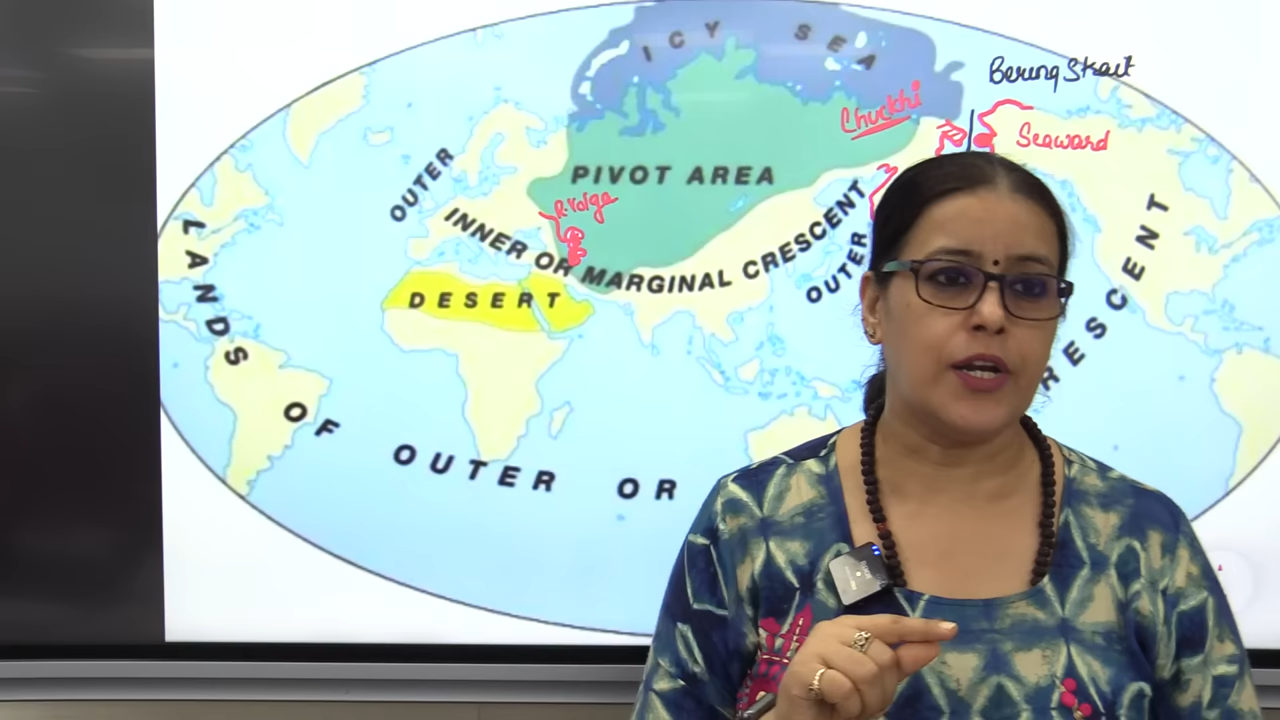 ICY SEA
Bering Strait
Chuckhi
Seaward
PIVOT AREA
R. Volga
OUTER
INNER OR MARGINAL CRESCENT
OUTER
DESERT
LANDS OF OUTER OR
RESCENT